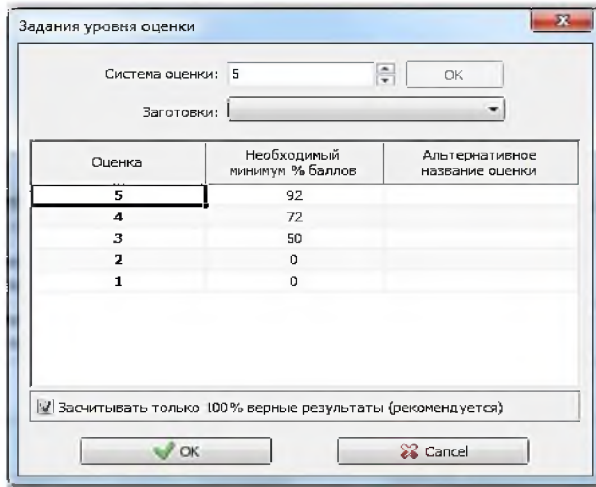 Задания уровня оценки
Система оценки: 5 OK
Заготовки:
Оценка Необходимый минимум % баллов Альтернативное название оценки
5 92
4 72
3 50
2 0
1 0
Засчитывать только 100% верные результаты (рекомендуется)
OK Cancel